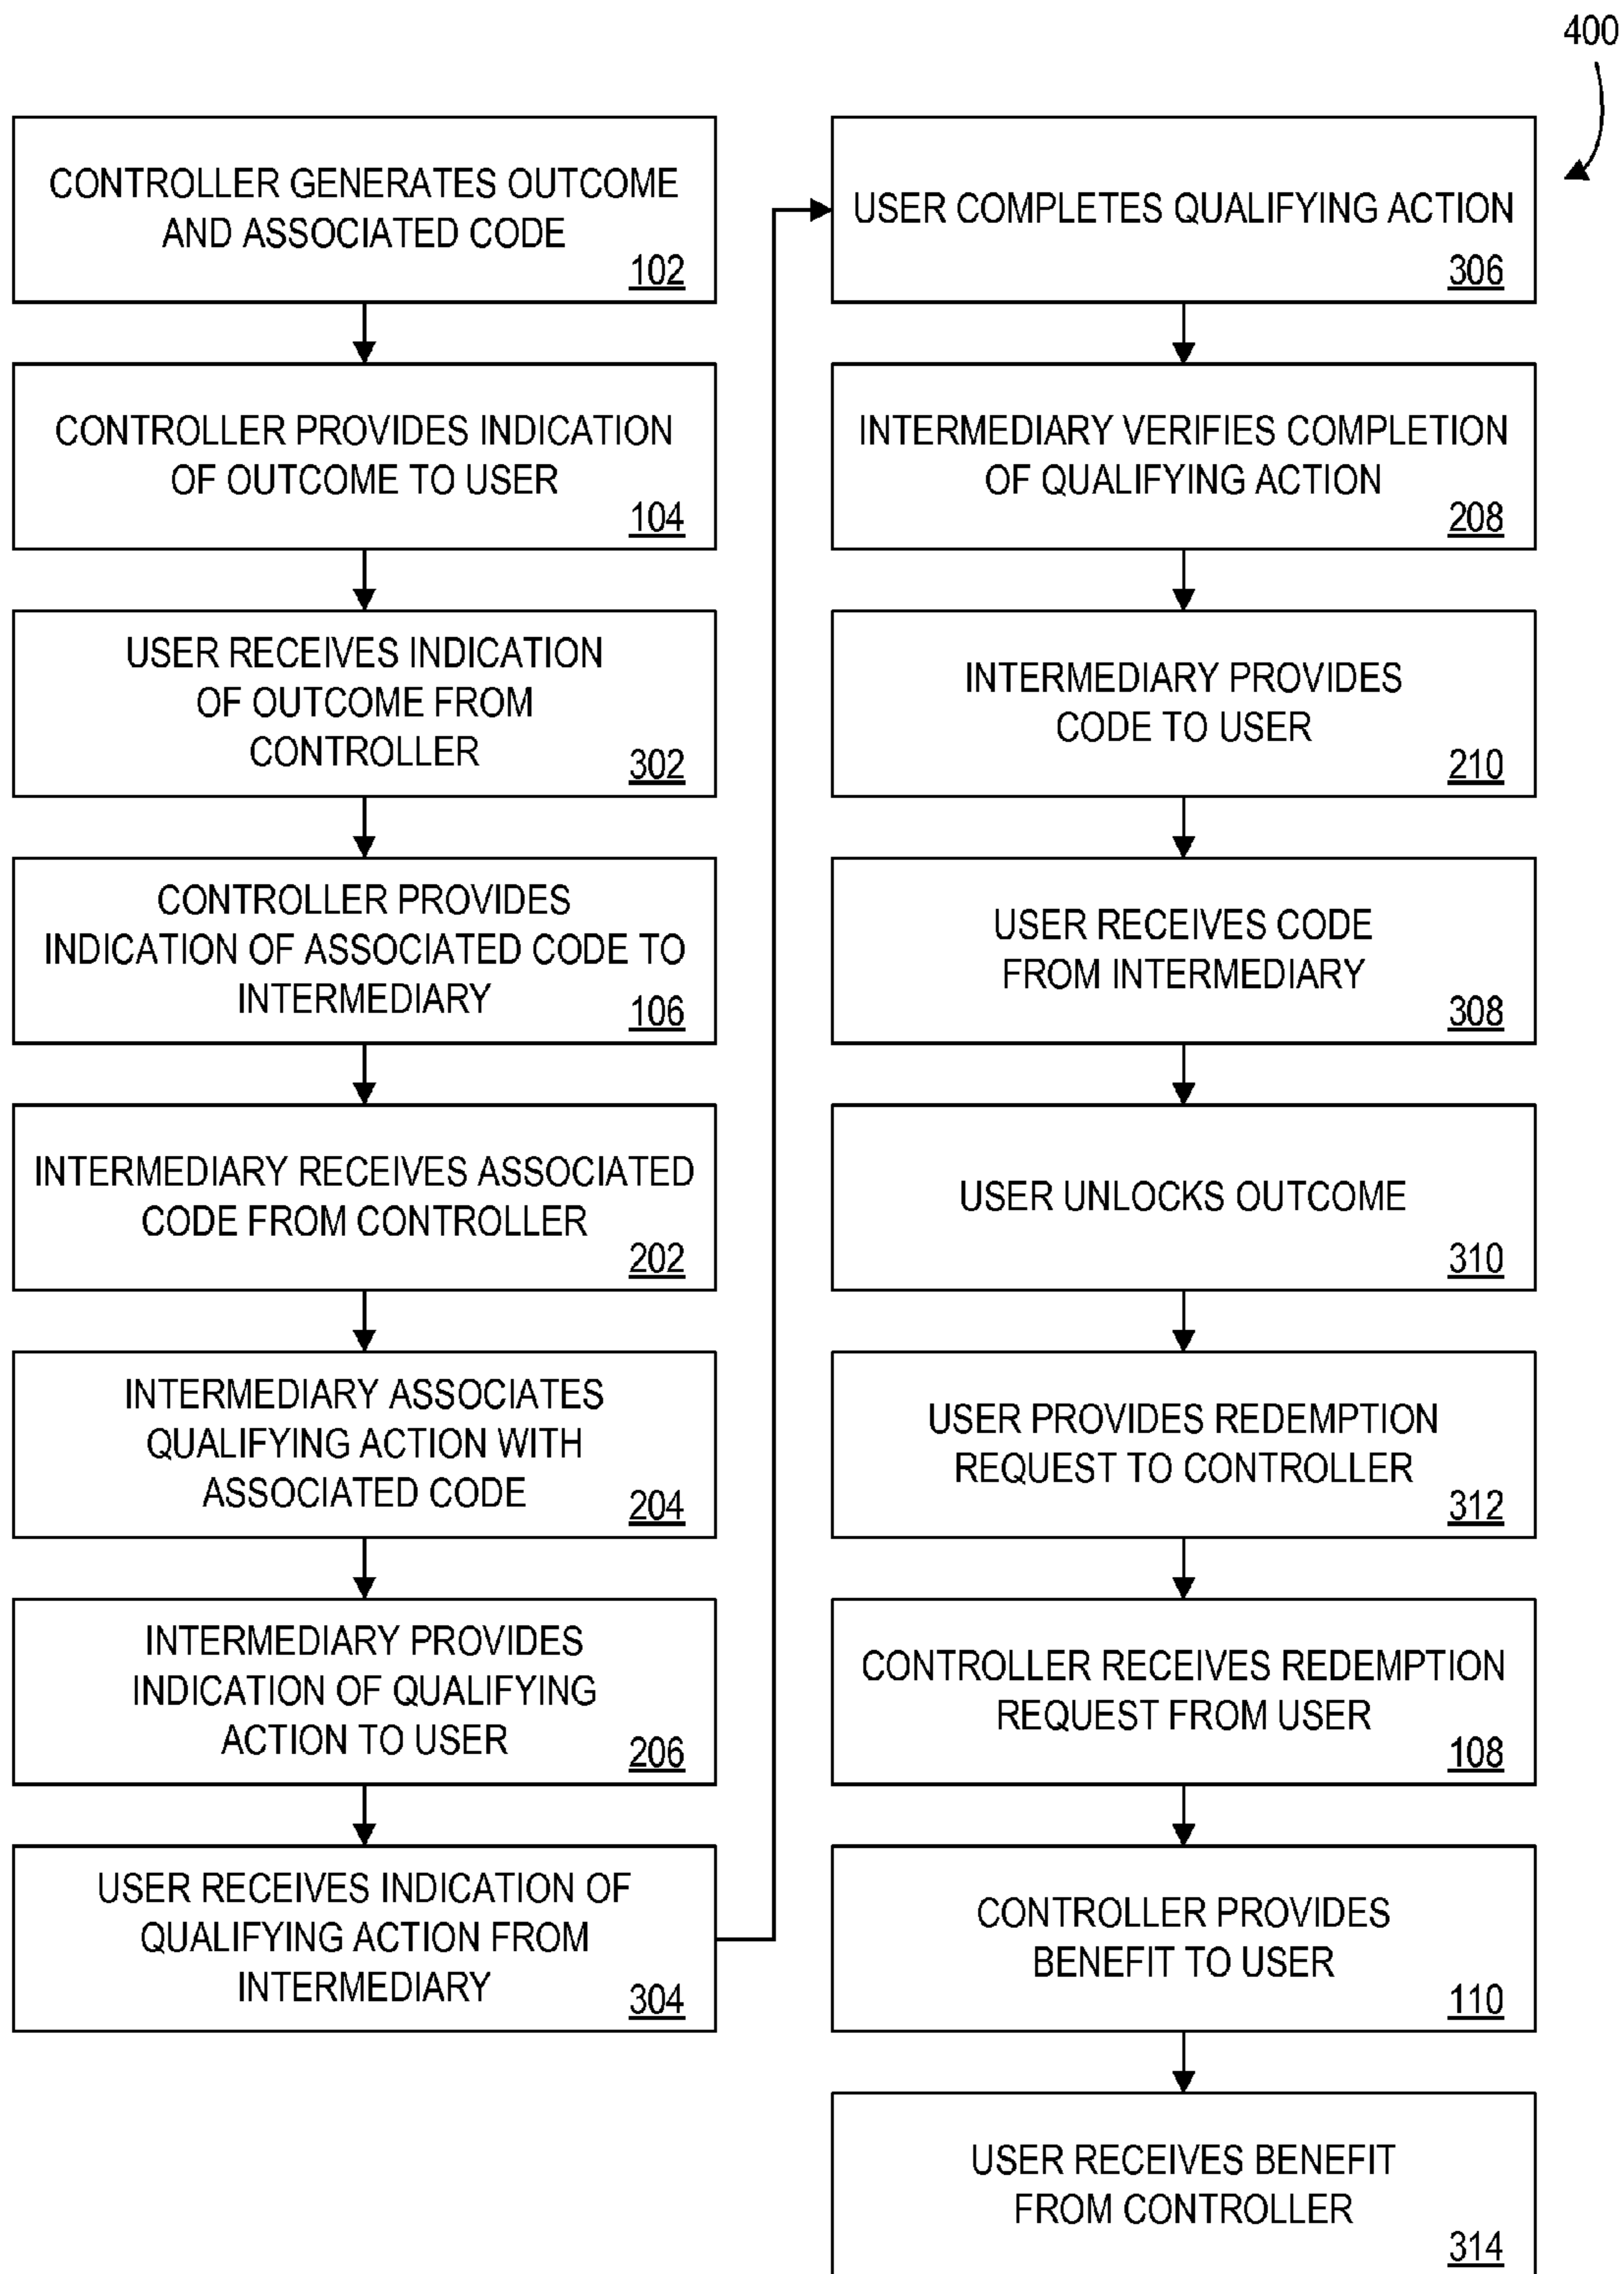 400
CONTROLLER GENERATES OUTCOME
AND ASSOCIATED CODE
102
CONTROLLER PROVIDES INDICATION
OF OUTCOME TO USER
104
USER RECEIVES INDICATION
OF OUTCOME FROM
CONTROLLER
302
CONTROLLER PROVIDES
INDICATION OF ASSOCIATED CODE TO
INTERMEDIARY
106
INTERMEDIARY RECEIVES ASSOCIATED
CODE FROM CONTROLLER
202
INTERMEDIARY ASSOCIATES
QUALIFYING ACTION WITH
ASSOCIATED CODE
204
INTERMEDIARY PROVIDES
INDICATION OF QUALIFYING
ACTION TO USER
206
USER RECEIVES INDICATION OF
QUALIFYING ACTION FROM
INTERMEDIARY
304
USER COMPLETES QUALIFYING ACTION
306
INTERMEDIARY VERIFIES COMPLETION
OF QUALIFYING ACTION
208
INTERMEDIARY PROVIDES
CODE TO USER
210
USER RECEIVES CODE
FROM INTERMEDIARY
308
USER UNLOCKS OUTCOME
310
USER PROVIDES REDEMPTION
REQUEST TO CONTROLLER
312
CONTROLLER RECEIVES REDEMPTION
REQUEST FROM USER
108
CONTROLLER PROVIDES
BENEFIT TO USER
110
USER RECEIVES BENEFIT
FROM CONTROLLER
314